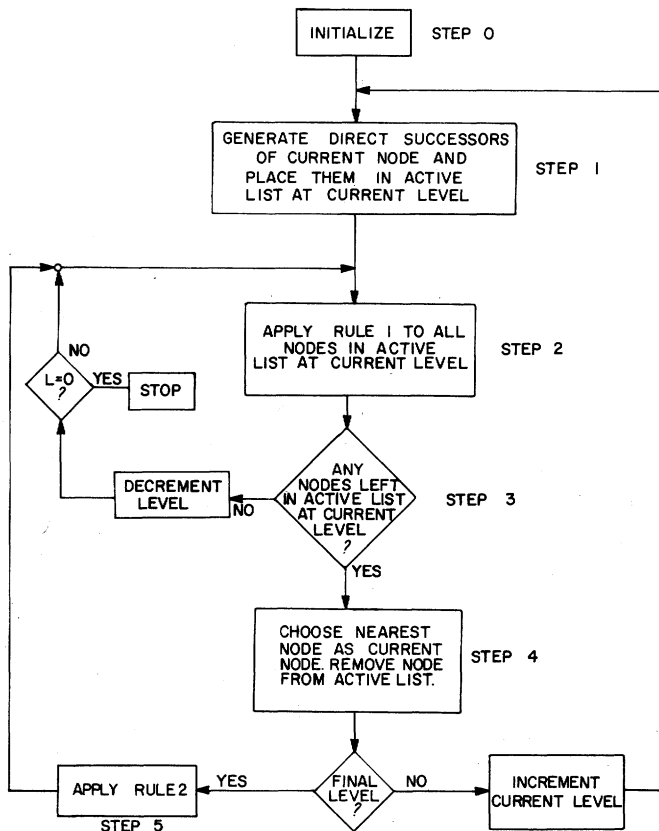 INITIALIZE
STEP 0
GENERATE DIRECT SUCCESSORS
OF CURRENT NODE AND
PLACE THEM IN ACTIVE
LIST AT CURRENT LEVEL
STEP 1
APPLY RULE 1 TO ALL
NODES IN ACTIVE
LIST AT CURRENT LEVEL
STEP 2
NO
L=0
?
YES
STOP
ANY
NODES LEFT
IN ACTIVE LIST
AT CURRENT
LEVEL
?
STEP 3
NO
DECREMENT
LEVEL
YES
CHOOSE NEAREST
NODE AS CURRENT
NODE. REMOVE NODE
FROM ACTIVE LIST.
STEP 4
FINAL
LEVEL
?
YES
APPLY RULE 2
STEP 5
NO
INCREMENT
CURRENT LEVEL